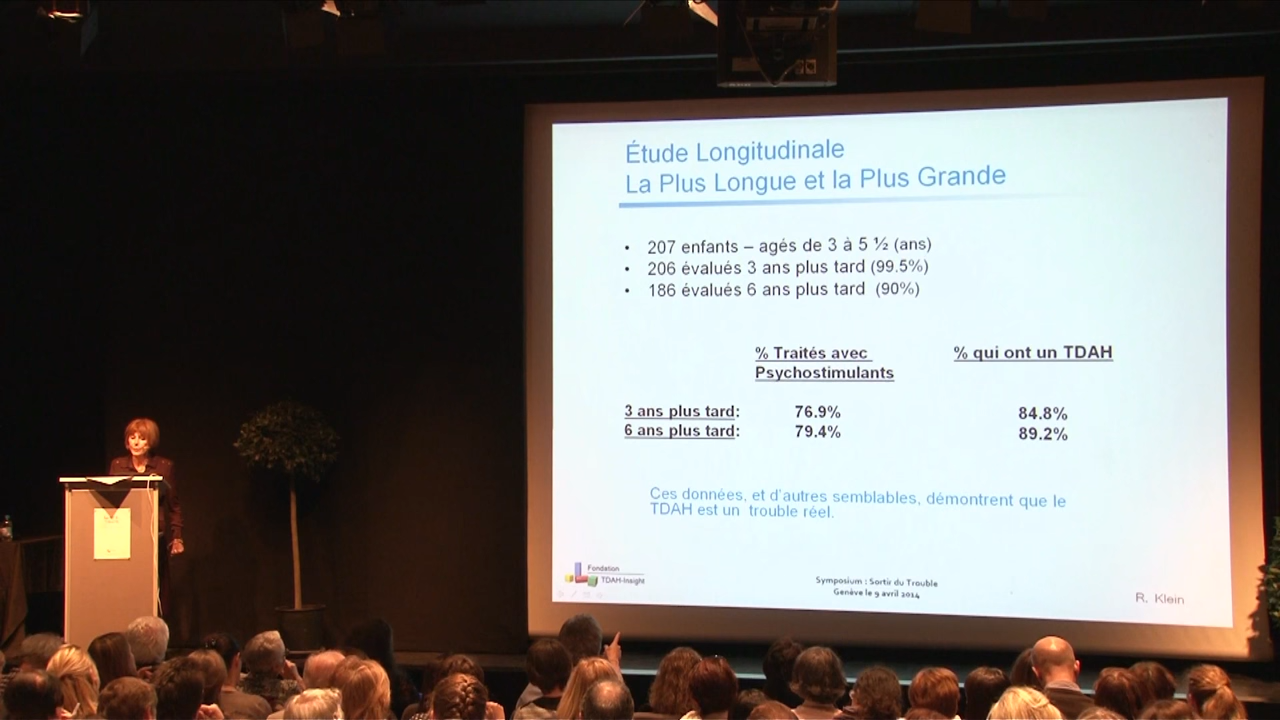 Étude Longitudinale
La Plus Longue et la Plus Grande
• 207 enfants – agés de 3 à 5 ½ (ans)
• 206 évalués 3 ans plus tard (99.5%)
• 186 évalués 6 ans plus tard (90%)
% Traités avec
Psychostimulants
% qui ont un TDAH
3 ans plus tard: 76.9% 84.8%
6 ans plus tard: 79.4% 89.2%
Ces données, et d'autres semblables, démontrent que le
TDAH est un trouble réel.
Fondation
TDAH-Insight
Symposium : Sortir du Trouble
Genève le 9 avril 2014
R. Klein